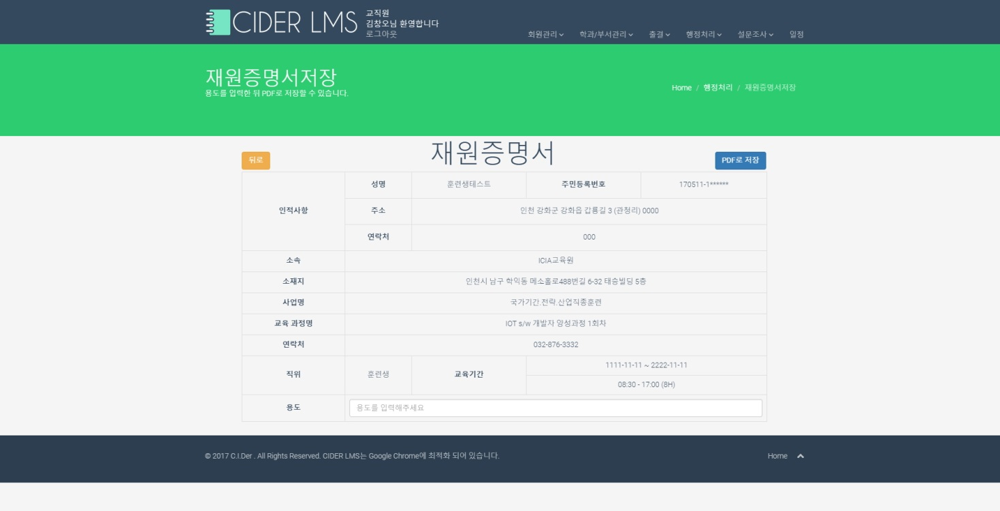 CIDER LMS
교직원
김창오님 환영합니다
로그아웃
회원관리 학과/부서관리 출결 행정처리 설문조사 일정
재원증명서저장
용도를 입력한 뒤 PDF로 저장할 수 있습니다.
Home / 행정처리 / 재원증명서저장
뒤로
재원증명서
PDF로 저장
인적사항
성명 훈련생테스트 주민등록번호 170511-1******
주소 인천 강화군 강화읍 갑룡길 3 (관청리) 0000
연락처 000
소속 ICIA교육원
소재지 인천시 남구 학익동 메소홀로488번길 6-32 태승빌딩 5층
사업명 국가기간.전략.산업직종훈련
교육 과정명 IOT s/w 개발자 양성과정 1회차
연락처 032-876-3332
직위 훈련생 교육기간 1111-11-11 ~ 2222-11-11
08:30 - 17:00 (8H)
용도 용도를 입력해주세요
© 2017 C.I.Der . All Rights Reserved. CIDER LMS는 Google Chrome에 최적화 되어 있습니다.
Home